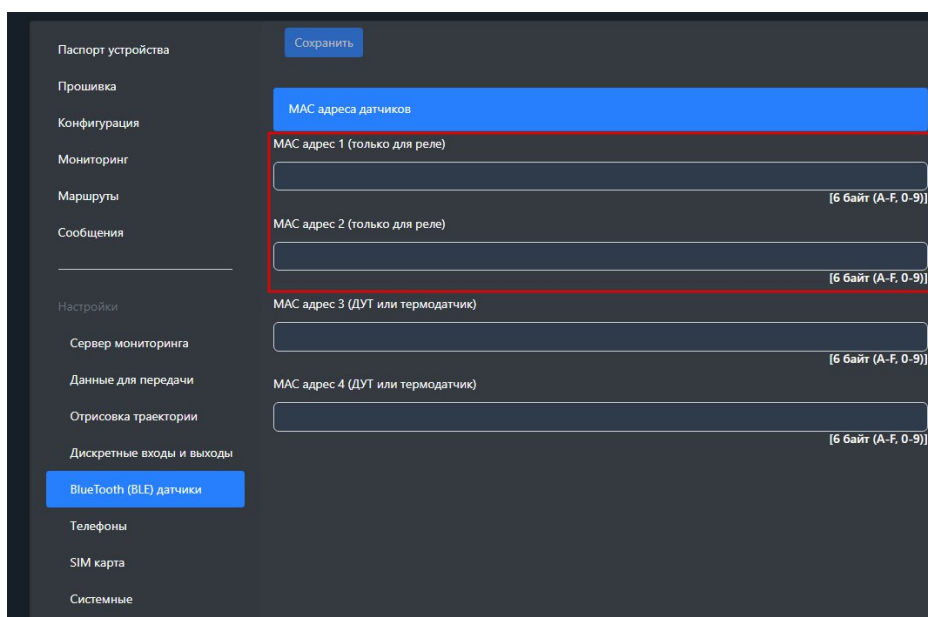 Паспорт устройства
Прошивка
Конфигурация
Мониторинг
Маршруты
Сообщения
Настройки
Сервер мониторинга
Данные для передачи
Отрисовка траектории
Дискретные входы и выходы
BlueTooth (BLE) датчики
Телефоны
SIM карта
Системные
Сохранить
MAC адреса датчиков
MAC адрес 1 (только для реле)
[6 байт (A-F, 0-9)]
MAC адрес 2 (только для реле)
[6 байт (A-F, 0-9)]
MAC адрес 3 (ДУТ или термодатчик)
[6 байт (A-F, 0-9)]
MAC адрес 4 (ДУТ или термодатчик)
[6 байт (A-F, 0-9)]